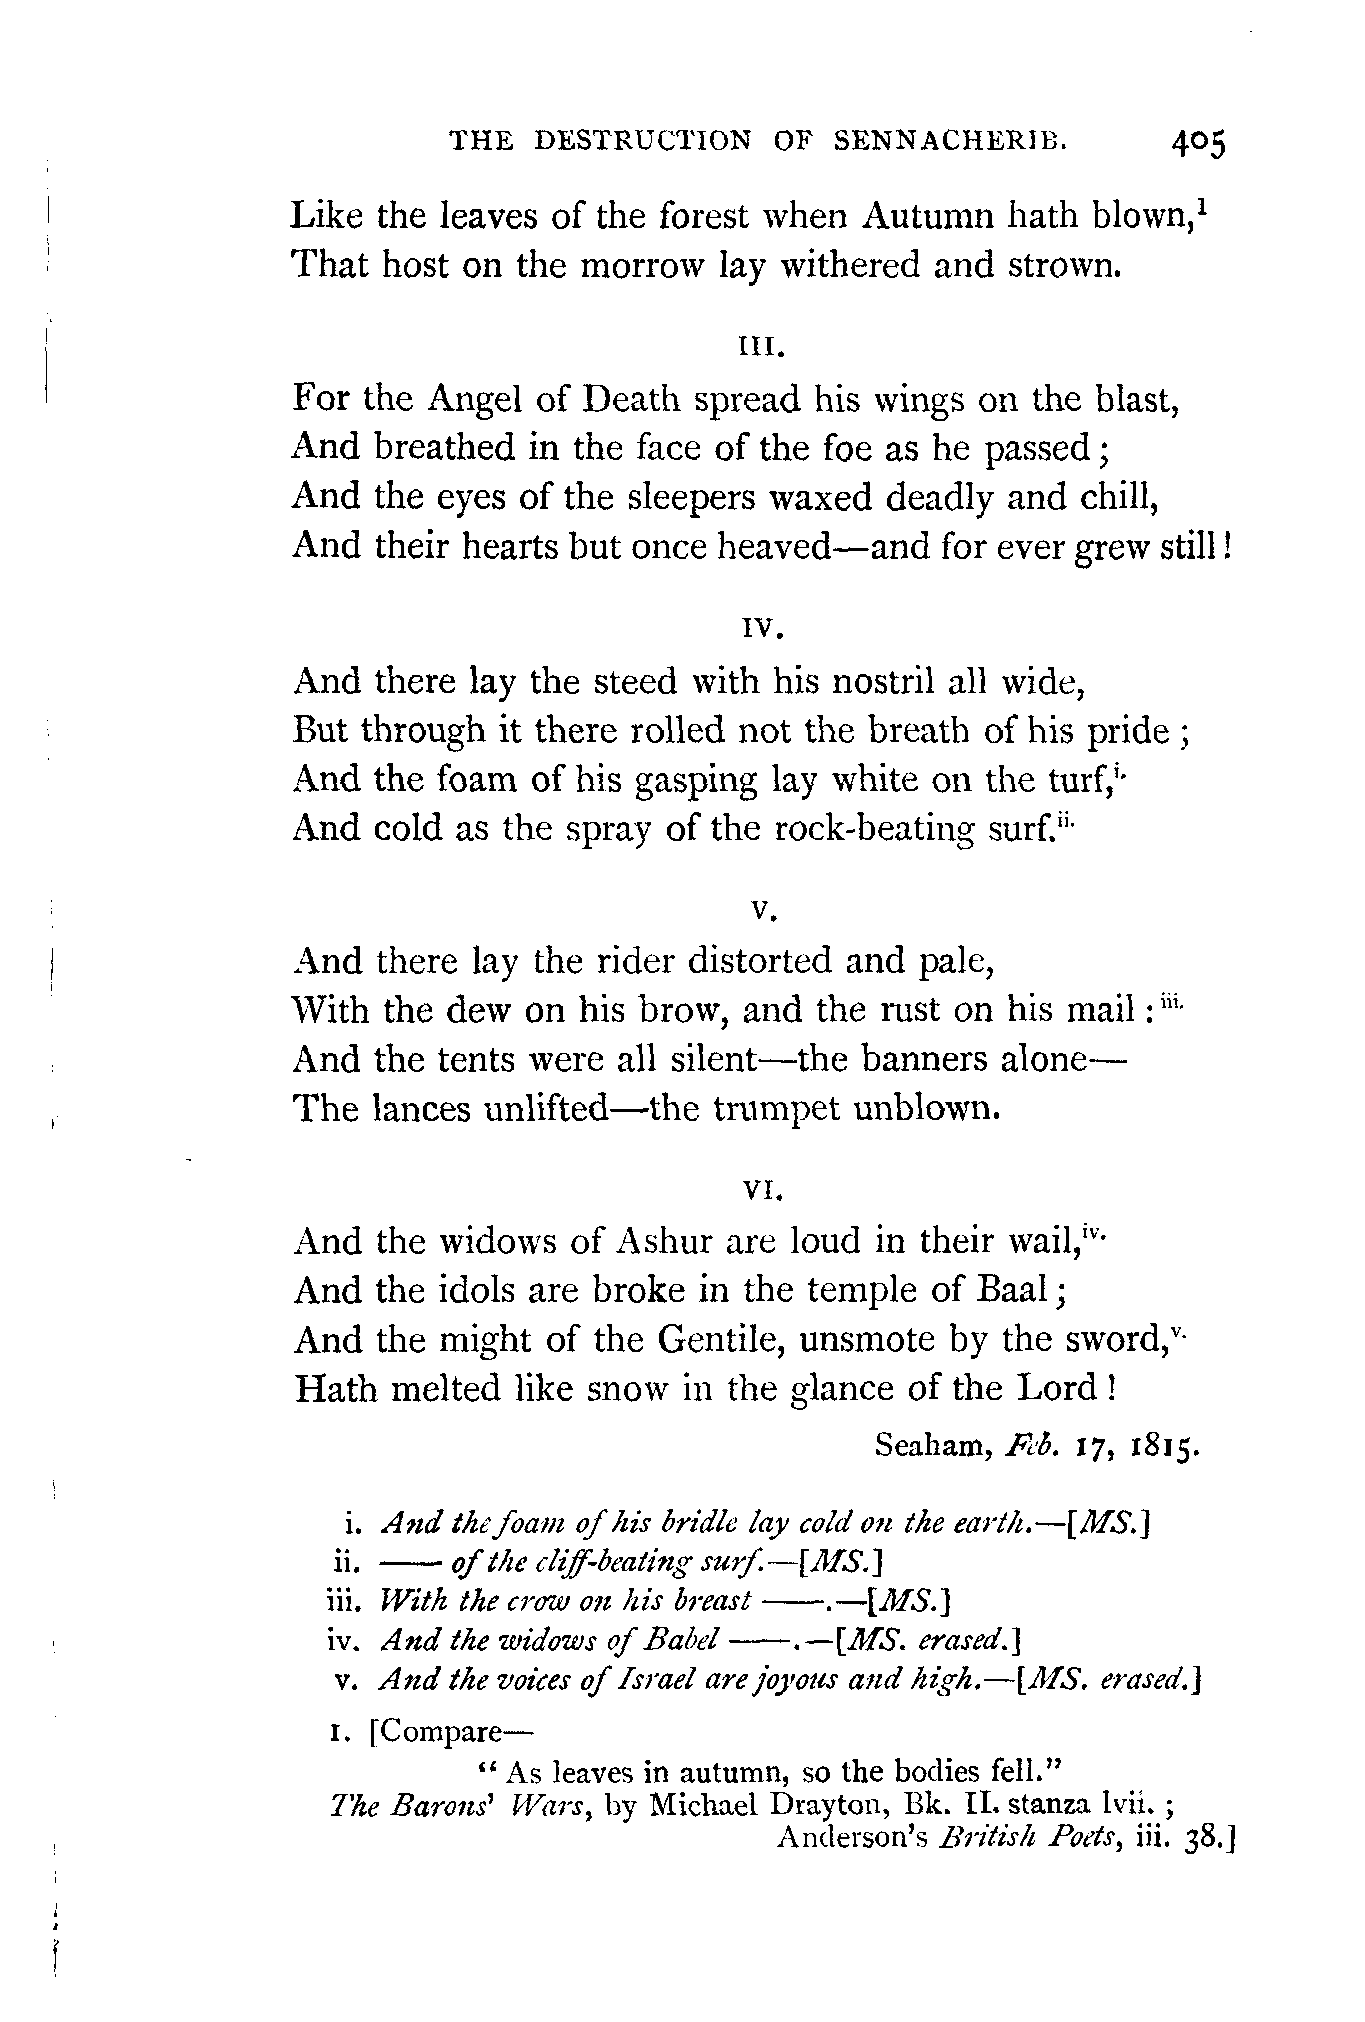 THE DESTRUCTION OF SENNACHERIB. 405
Like the leaves of the forest when Autumn hath blown,¹
That host on the morrow lay withered and strown.
III.
For the Angel of Death spread his wings on the blast,
And breathed in the face of the foe as he passed;
And the eyes of the sleepers waxed deadly and chill,
And their hearts but once heaved—and for ever grew still!
IV.
And there lay the steed with his nostril all wide,
But through it there rolled not the breath of his pride;
And the foam of his gasping lay white on the turf,i.
And cold as the spray of the rock-beating surf.ii.
V.
And there lay the rider distorted and pale,
With the dew on his brow, and the rust on his mail:iii.
And the tents were all silent—the banners alone—
The lances unlifted—the trumpet unblown.
VI.
And the widows of Ashur are loud in their wail,iv.
And the idols are broke in the temple of Baal;
And the might of the Gentile, unsmote by the sword,v.
Hath melted like snow in the glance of the Lord!
Seaham, Feb. 17, 1815.
i. And the foam of his bridle lay cold on the earth.—[MS.]
ii. —— of the cliff-beating surf.—[MS.]
iii. With the crow on his breast ——.—[MS.]
iv. And the widows of Babel ——.—[MS. erased.]
v. And the voices of Israel are joyous and high.—[MS. erased.]
1. [Compare—
"As leaves in autumn, so the bodies fell."
The Barons' Wars, by Michael Drayton, Bk. II. stanza lvii.;
Anderson's British Poets, iii. 38.]